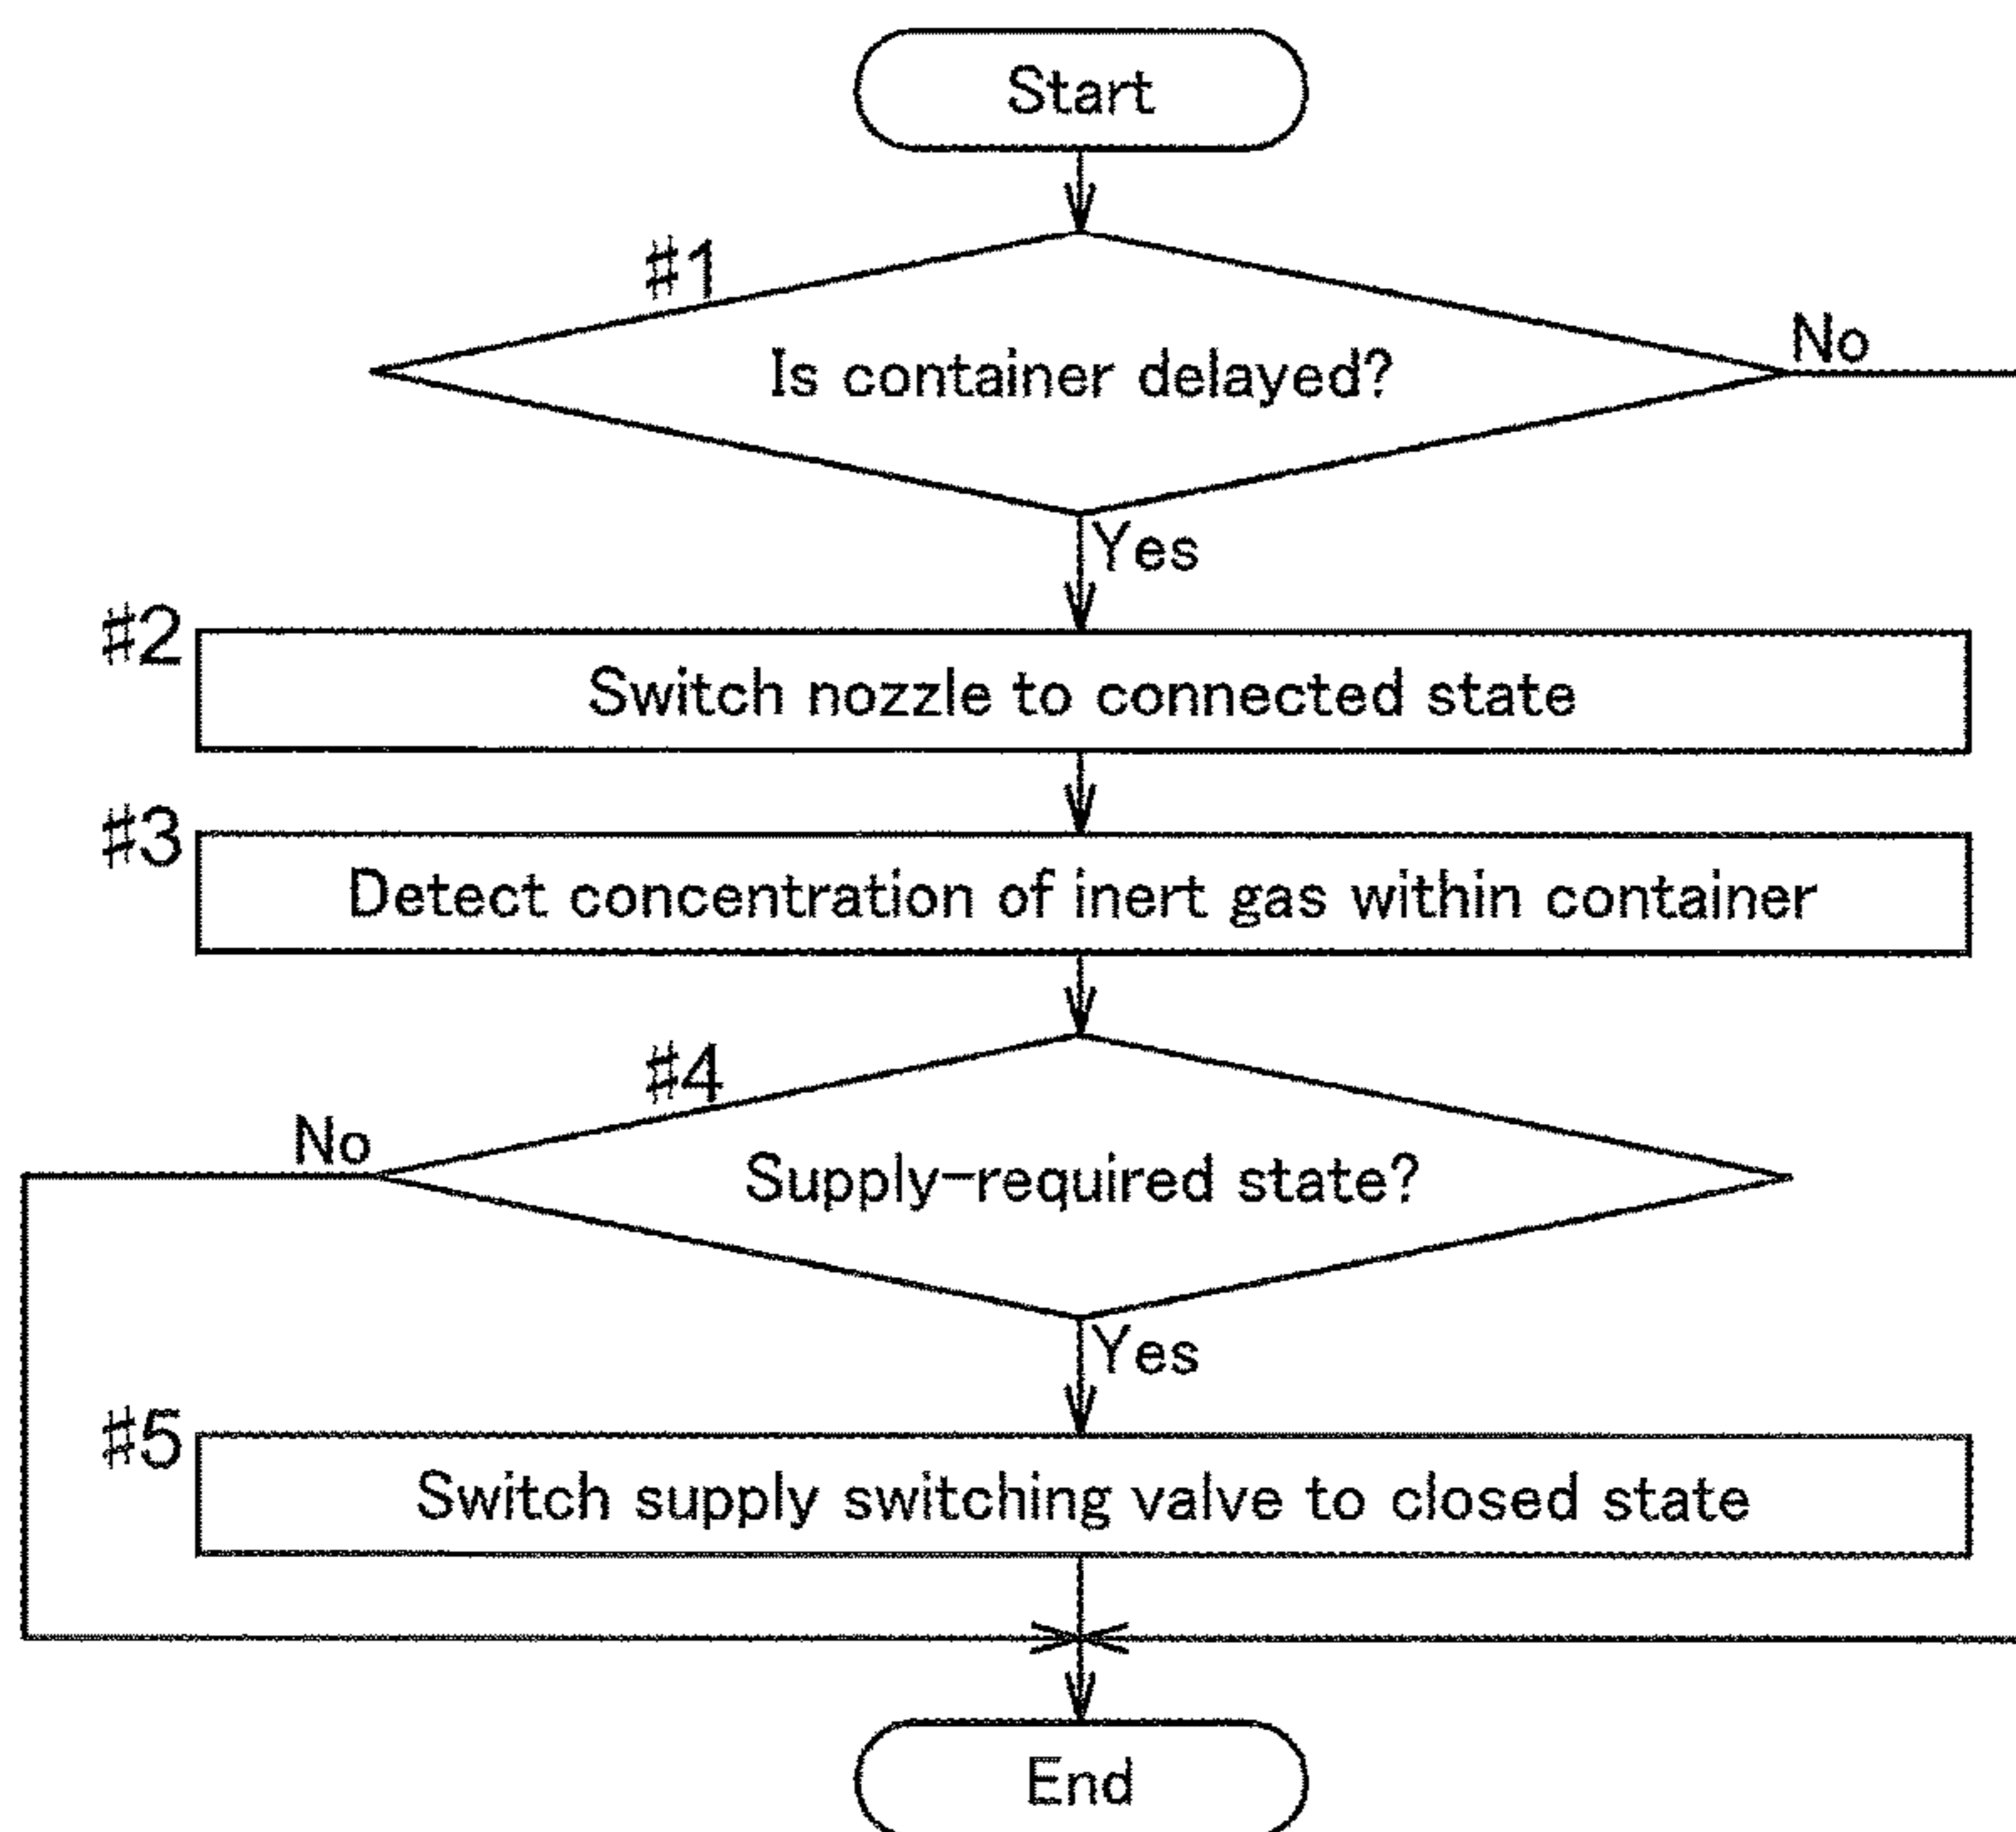 Start
#1
Is container delayed?
No
Yes
#2
Switch nozzle to connected state
#3
Detect concentration of inert gas within container
#4
No
Supply-required state?
Yes
#5
Switch supply switching valve to closed state
End